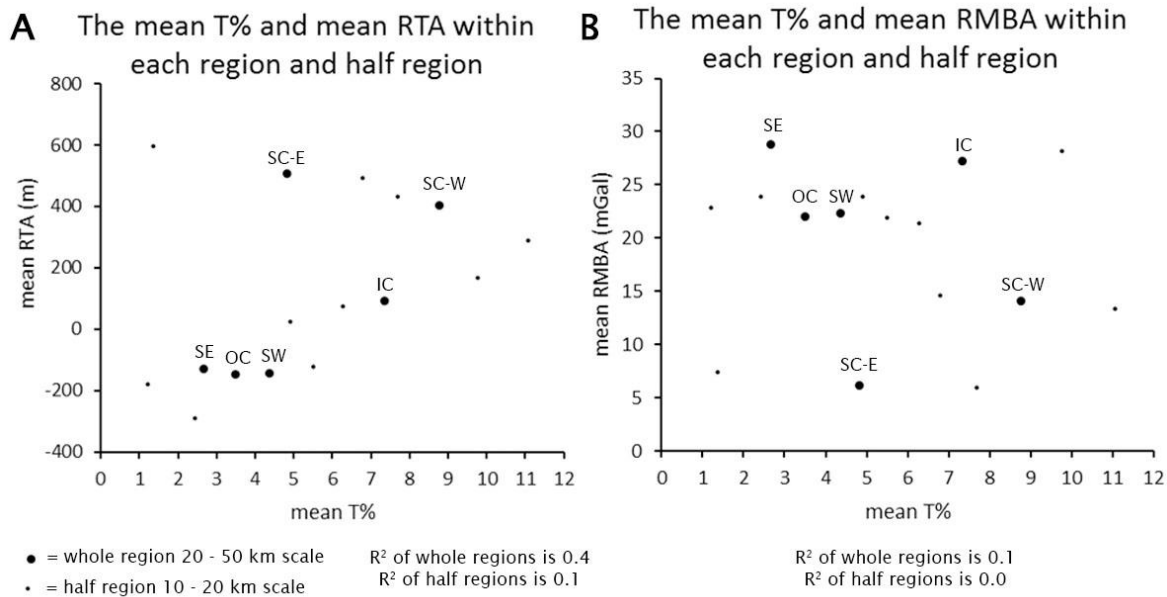 A
The mean T% and mean RTA within
each region and half region
800
600
400
200
0
-200
-400
mean RTA (m)
SC-E
SC-W
IC
SE
OC
SW
0 1 2 3 4 5 6 7 8 9 10 11 12
mean T%
B
The mean T% and mean RMBA within
each region and half region
35
30
25
20
15
10
5
0
mean RMBA (mGal)
SE
IC
OC
SW
SC-W
SC-E
0 1 2 3 4 5 6 7 8 9 10 11 12
mean T%
= whole region 20 - 50 km scale
= half region 10 - 20 km scale
R² of whole regions is 0.4
R² of half regions is 0.1
R² of whole regions is 0.1
R² of half regions is 0.0